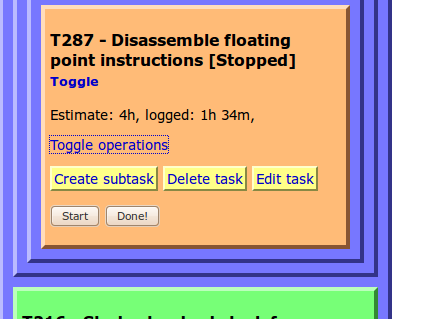 T287 - Disassemble floating
point instructions [Stopped]
Toggle
Estimate: 4h, logged: 1h 34m,
Toggle operations
Create subtask Delete task Edit task
Start Done!